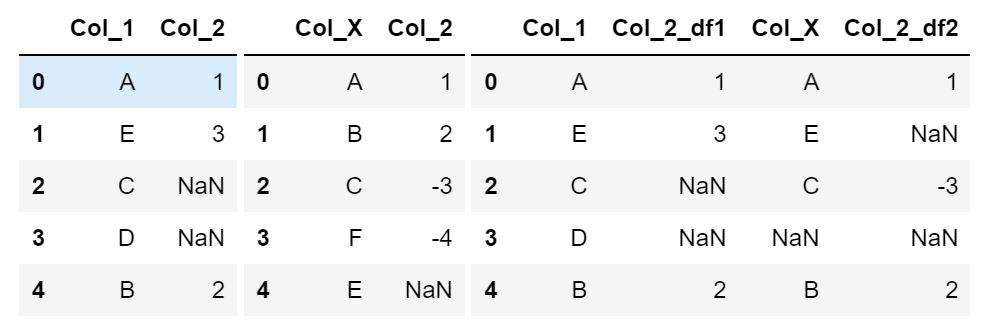 Col_1 Col_2 Col_X Col_2 Col_1 Col_2_df1 Col_X Col_2_df2
0 A 1 0 A 1 0 A 1 A 1
1 E 3 1 B 2 1 E 3 E NaN
2 C NaN 2 C -3 2 C NaN C -3
3 D NaN 3 F -4 3 D NaN NaN NaN
4 B 2 4 E NaN 4 B 2 B 2